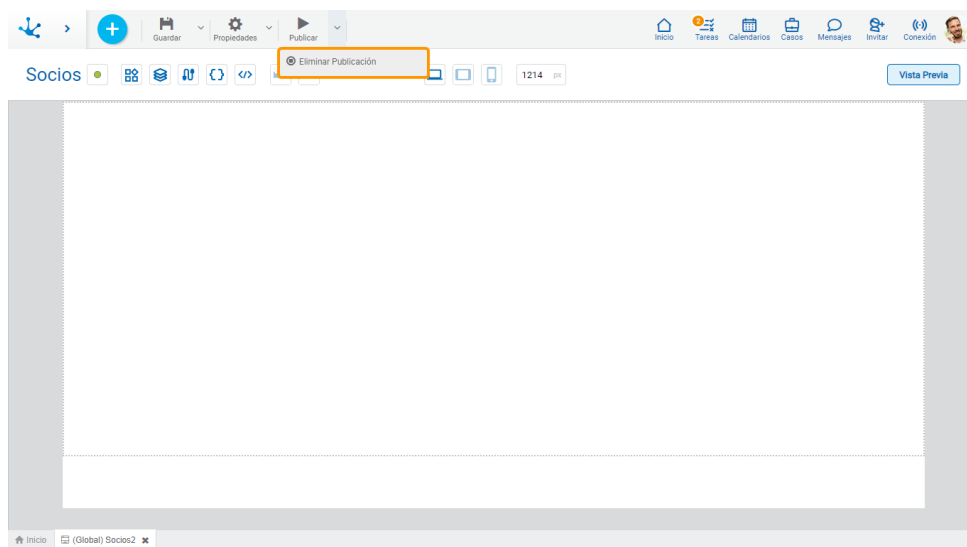 Guardar
Propiedades
Publicar
Inicio
2
Tareas
Calendarios
Casos
Mensajes
Invitar
Conexión
Eliminar Publicación
Socios
1214 px
Vista Previa
Inicio
(Global) Socios2